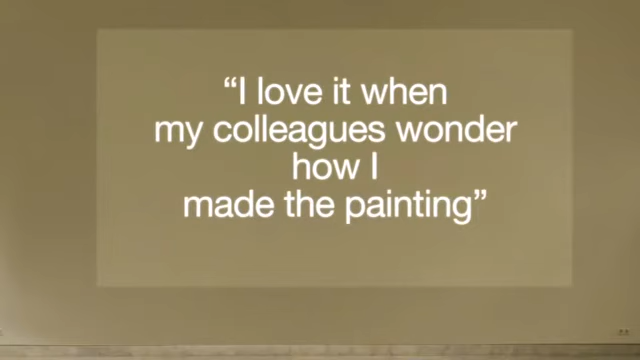 “I love it when
my colleagues wonder
how I
made the painting”